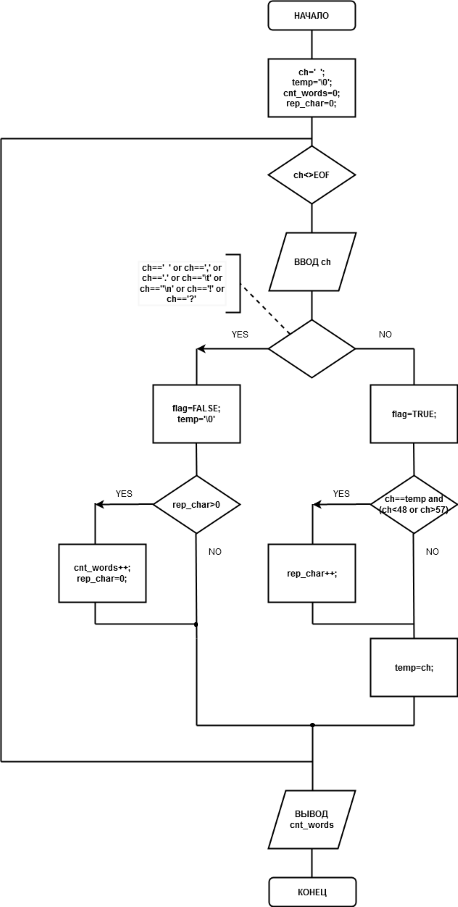 НАЧАЛО
ch=' ';
temp='\0';
cnt_words=0;
rep_char=0;
ch<>EOF
ВВОД ch
ch==' ' or ch==',' or
ch=='.' or ch=='\t' or
ch=='\n' or ch=='!' or
ch=='?'
YES
NO
flag=FALSE;
temp='\0'
flag=TRUE;
YES
rep_char>0
NO
YES
ch==temp and
(ch<48 or ch>57)
NO
cnt_words++;
rep_char=0;
rep_char++;
temp=ch;
ВЫВОД
cnt_words
КОНЕЦ